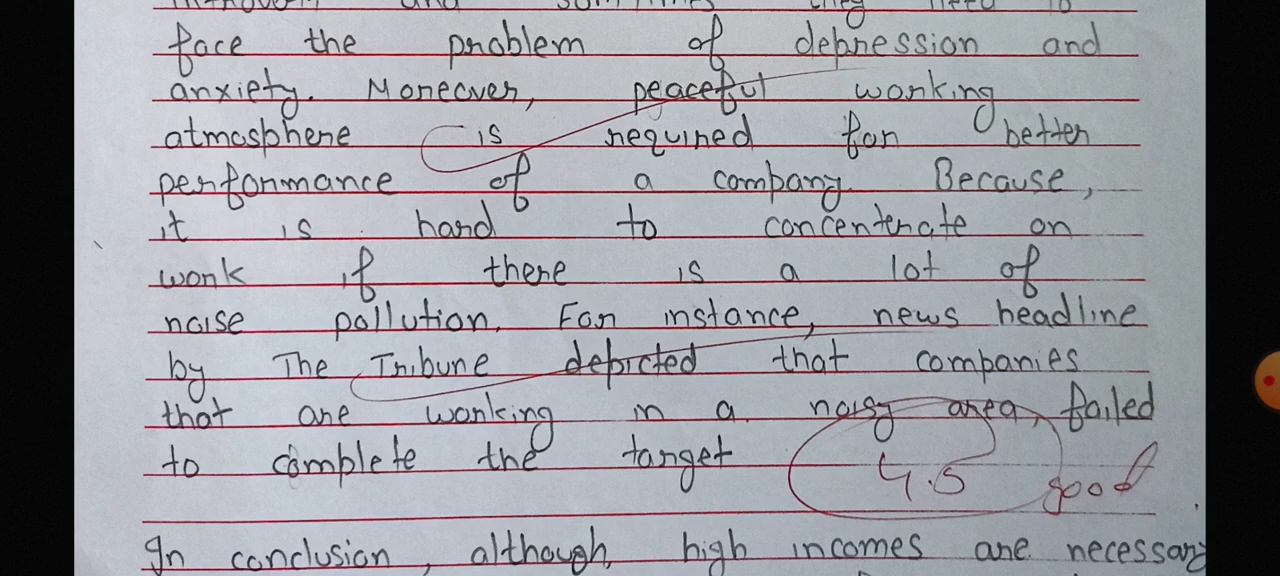 face the problem of depression and
anxiety. Moreover, peaceful working
atmosphere is required for better
performance of a company. Because,
it is hard to concenterate on
work if there is a lot of
noise pollution. For instance, news headline
by The Tribune depicted that companies
that are working in a noisy area, failed
to complete the target
4.5 good
In conclusion, although high incomes are necessary